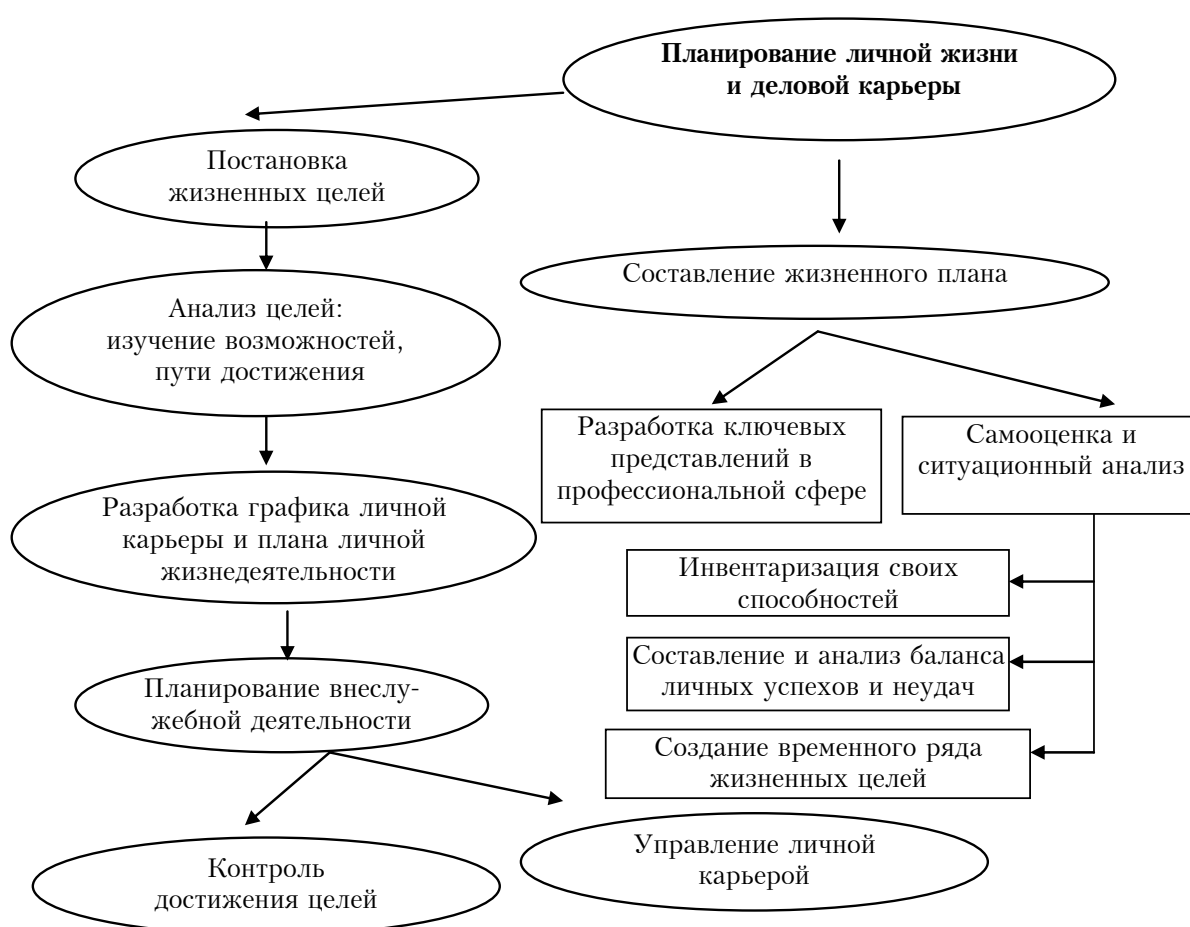 Планирование личной жизни
и деловой карьеры
Постановка
жизненных целей
Составление жизненного плана
Анализ целей:
изучение возможностей,
пути достижения
Разработка ключевых
представлений в
профессиональной сфере
Самооценка и
ситуационный анализ
Разработка графика личной
карьеры и плана личной
жизнедеятельности
Инвентаризация своих
способностей
Составление и анализ баланса
личных успехов и неудач
Планирование внеслу-
жебной деятельности
Создание временного ряда
жизненных целей
Контроль
достижения целей
Управление личной
карьерой